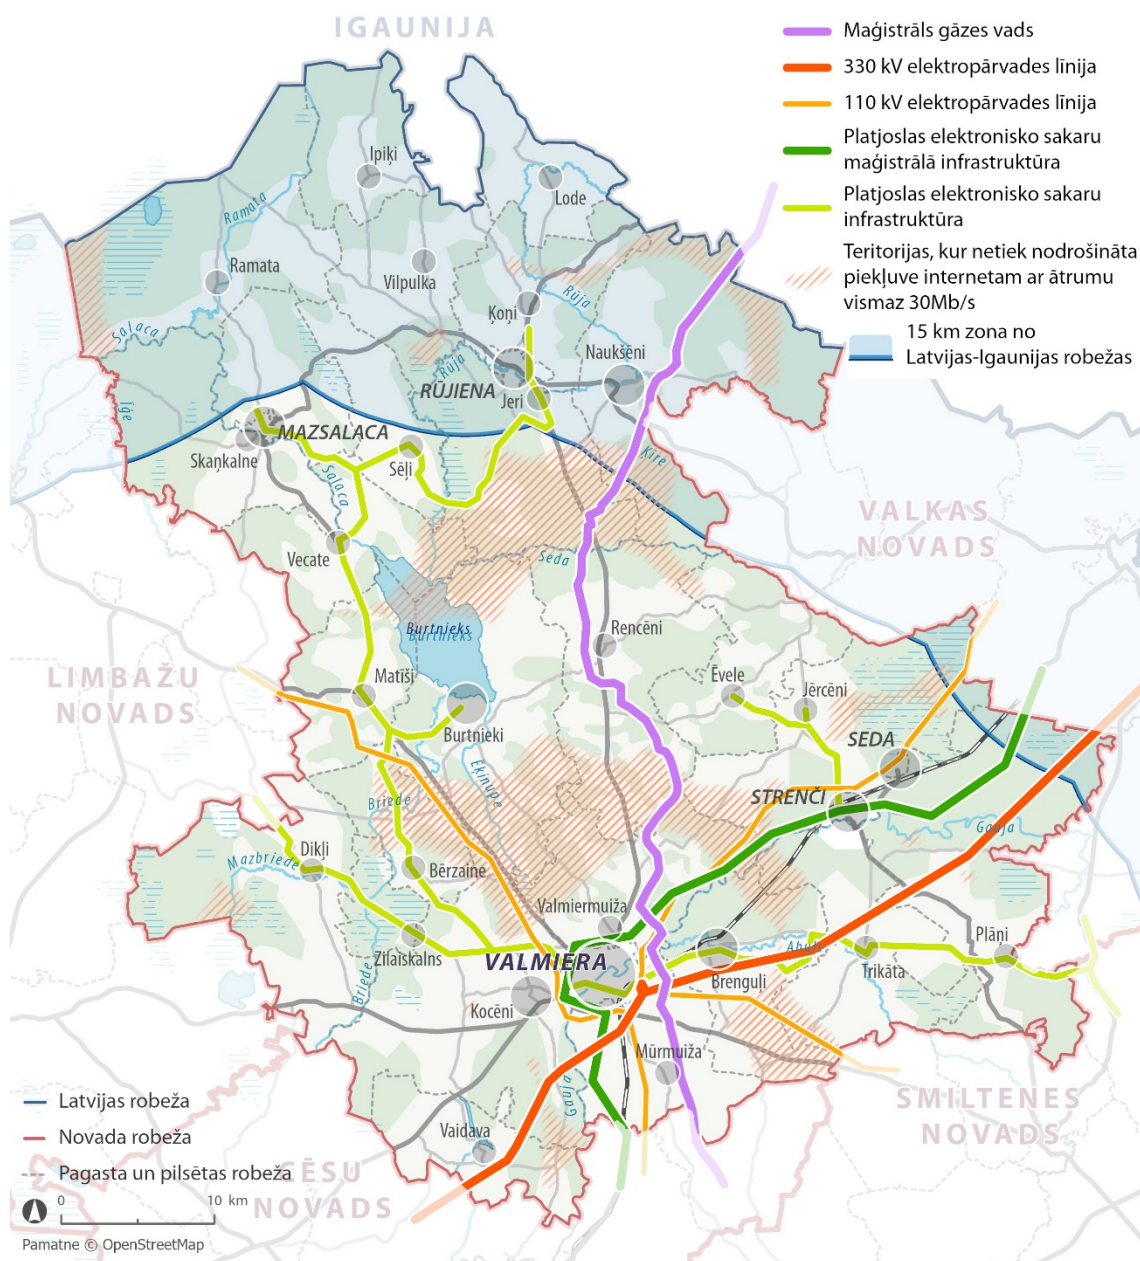 IGAUNIJA
Maģistrāls gāzes vads
330 kV elektropārvades līnija
110 kV elektropārvades līnija
Platjoslas elektronisko sakaru
maģistrālā infrastruktūra
Platjoslas elektronisko sakaru
infrastruktūra
Teritorijas, kur netiek nodrošināta
piekļuve internetam ar ātrumu
vismaz 30Mb/s
15 km zona no
Latvijas-Igaunijas robežas
Ipiķi
Lode
Ramata
Ramata
Vilpulka
Rūja
Ķoņi
Salaca
Naukšēni
Rūja
RŪJIENA
Jeri
Īģe
MAZSALACA
Skaņkalne
Sēļi
Ķire
Salaca
VALKAS
NOVADS
Vecate
Seda
Burtnieks
Burtnieks
Rencēni
LIMBAŽU
NOVADS
Matīši
Ēvele
Jērcēni
Burtnieki
SEDA
Eķinupe
STRENČI
Briede
Gauja
Dikļi
Mazbriede
Bērzaine
Valmiermuiža
Zilaiskalns
Plāņi
Abuls
VALMIERA
Trikāta
Brenguļi
Briede
Kocēni
Mūrmuiža
Gauja
SMILTENES
NOVADS
Vaidava
CĒSU
NOVADS
Latvijas robeža
Novada robeža
Pagasta un pilsētas robeža
0 10 km
Pamatne © OpenStreetMap